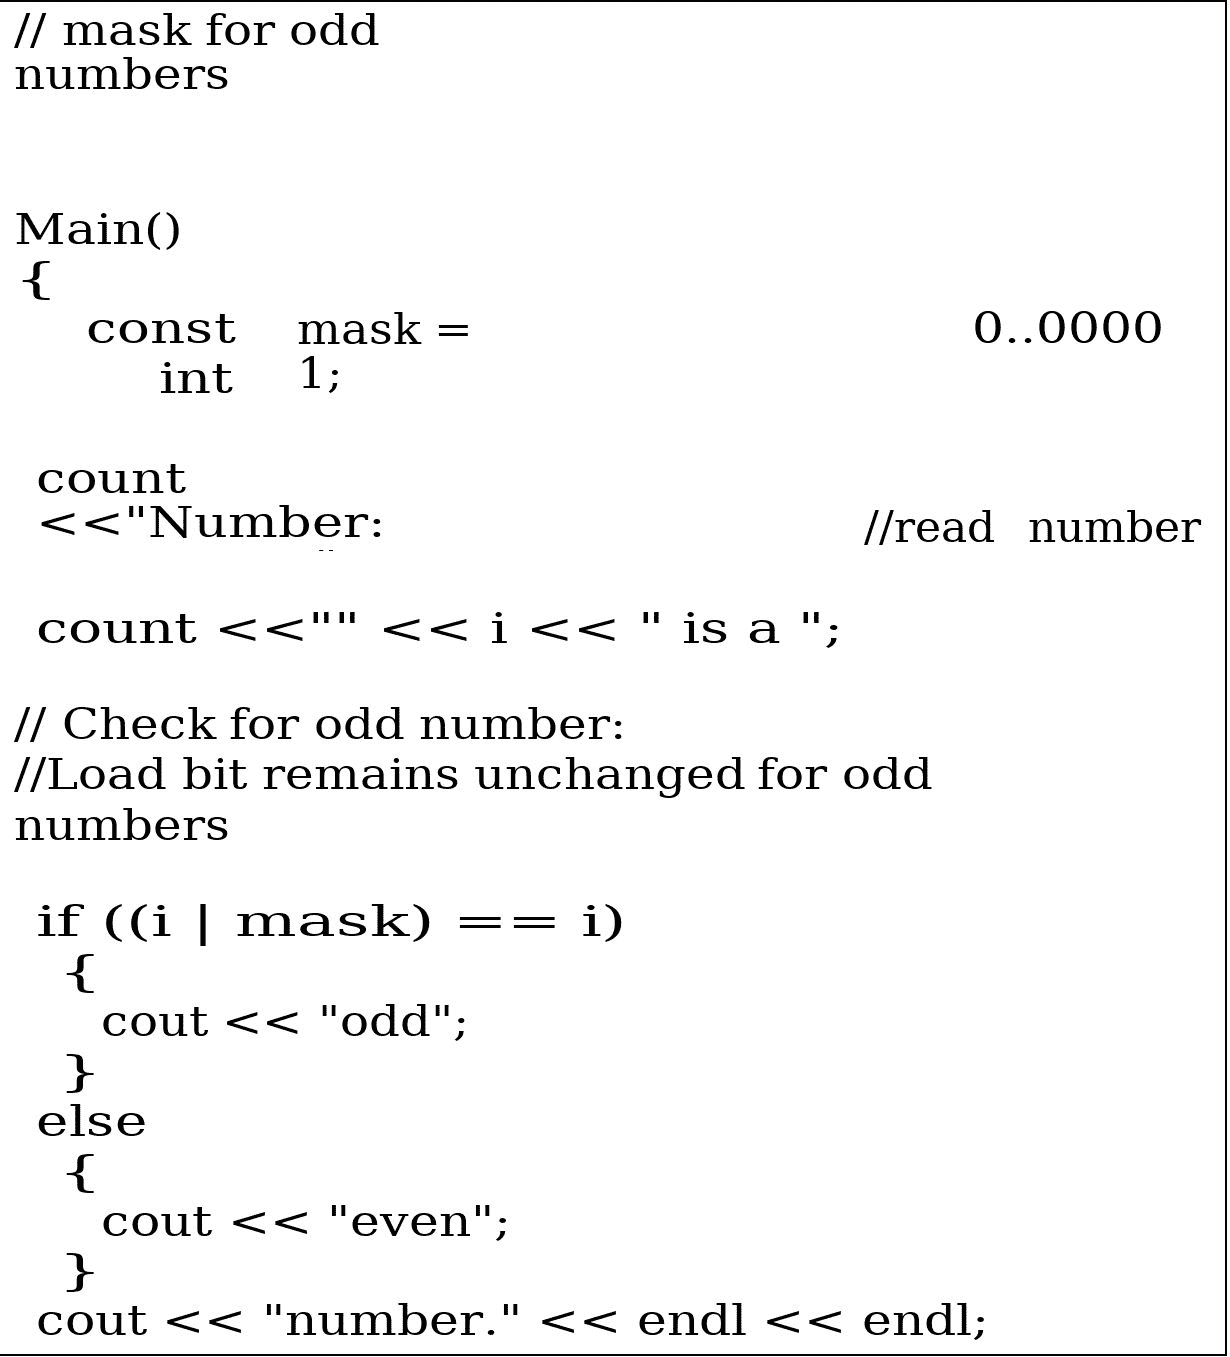 // mask for odd
numbers
Main()
{
const mask = 0..0000
int 1;
count
<<"Number:
" //read number
count <<"" << i << " is a ";
// Check for odd number:
//Load bit remains unchanged for odd
numbers
if ((i | mask) == i)
{
cout << "odd";
}
else
{
cout << "even";
}
cout << "number." << endl << endl;